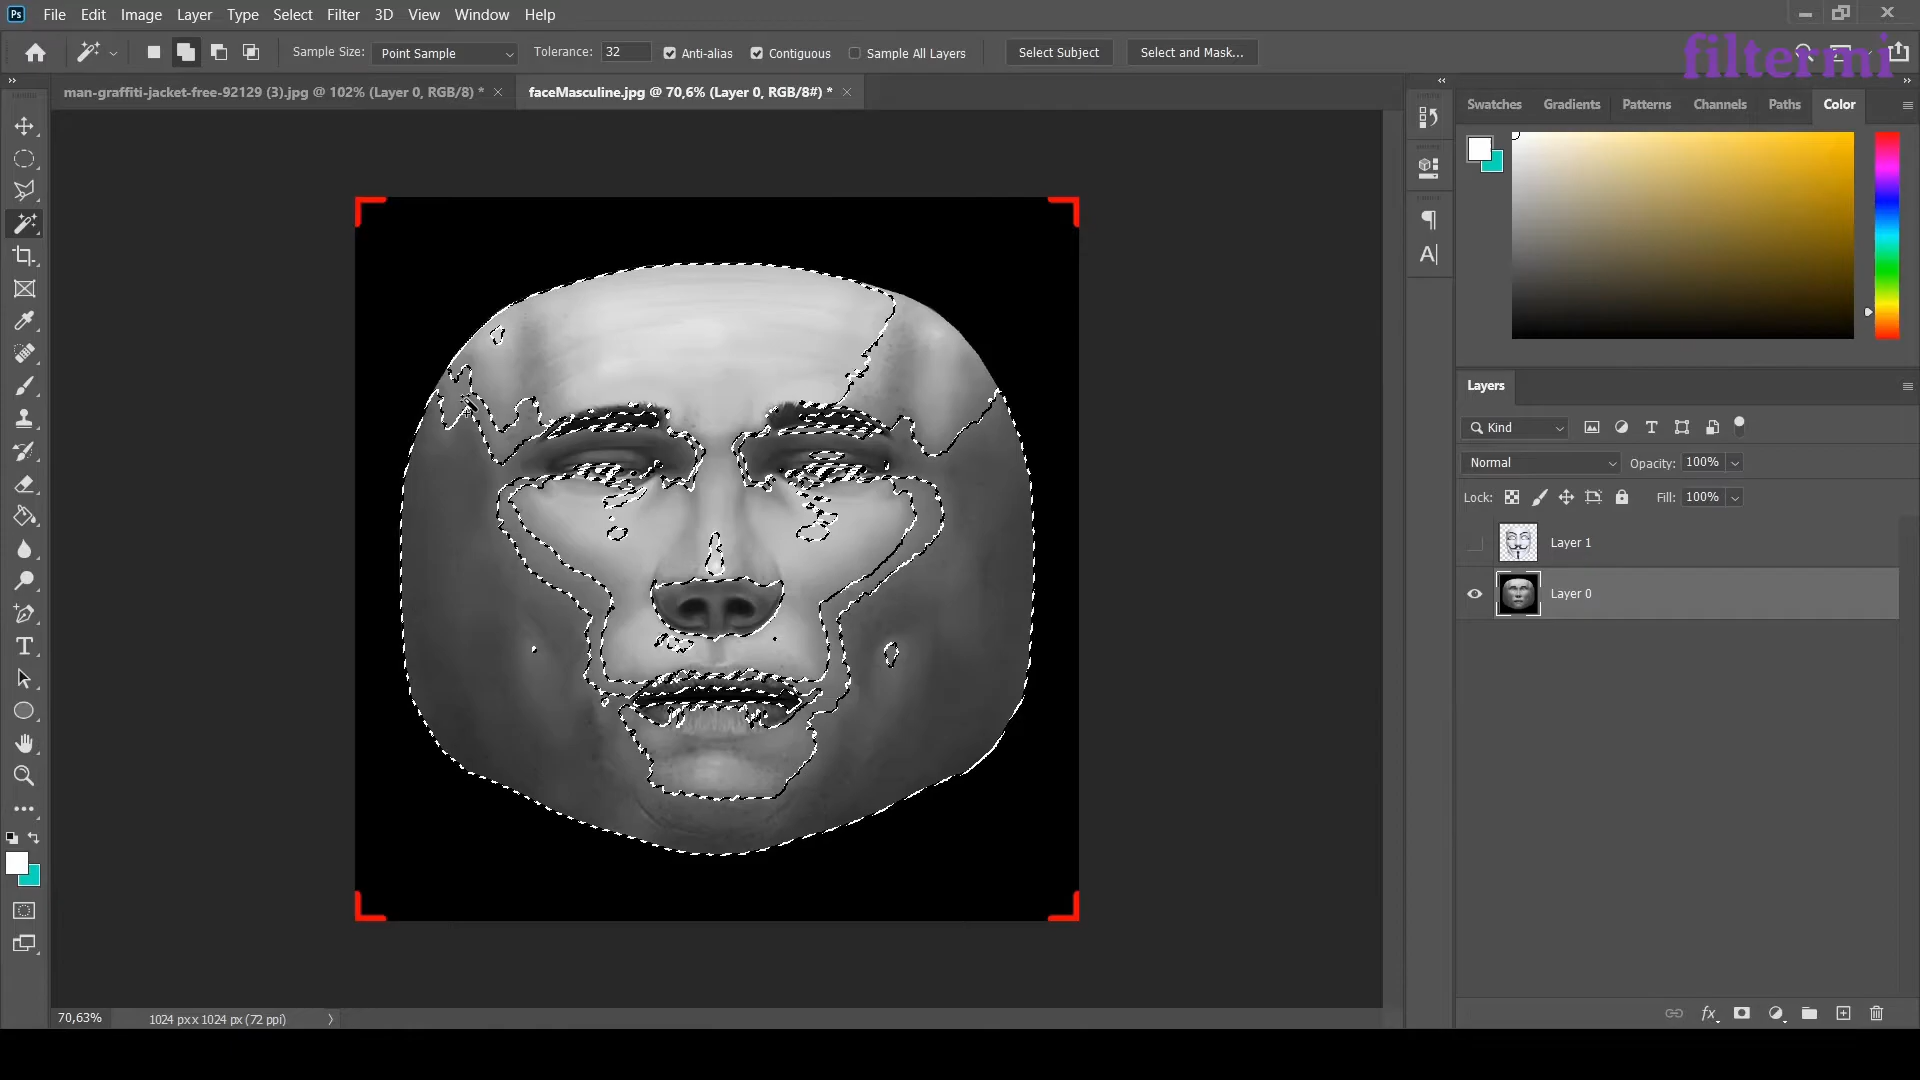 Ps File Edit Image Layer Type Select Filter 3D View Window Help
Sample Size: Point Sample Tolerance: 32 Anti-alias Contiguous Sample All Layers Select Subject Select and Mask...
filtermi
man-graffiti-jacket-free-92129 (3).jpg @ 102% (Layer 0, RGB/8) * faceMasculine.jpg @ 70,6% (Layer 0, RGB/8#) *
Swatches Gradients Patterns Channels Paths Color
Layers
Kind
Normal Opacity: 100%
Lock: Fill: 100%
Layer 1
Layer 0
70,63% 1024 px x 1024 px (72 ppi)